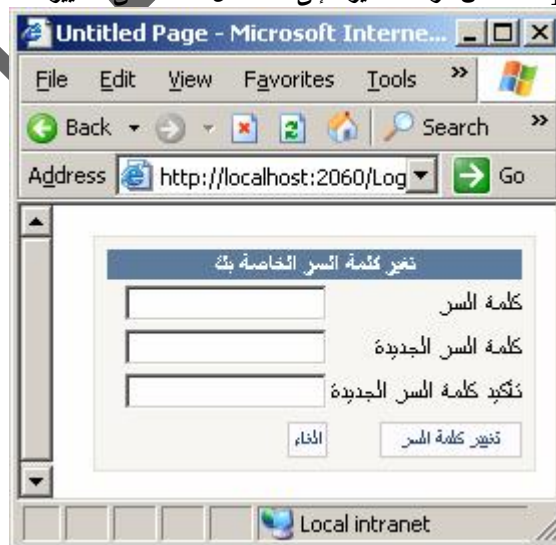 Untitled Page - Microsoft Interne...
File Edit View Favorites Tools »
Back Search »
Address http://localhost:2060/Log Go
تغير كلمة السر الخاصة بك
كلمة السر
كلمة السر الجديدة
تأكيد كلمة السر الجديدة
تغيير كلمة السر الغاء
Local intranet